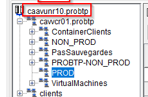 caavunr10.probtp
cavcr01.probtp
ContainerClients
NON_PROD
PasSauvegardes
PROBTP-NON_PROD
PROD
VirtualMachines
clients